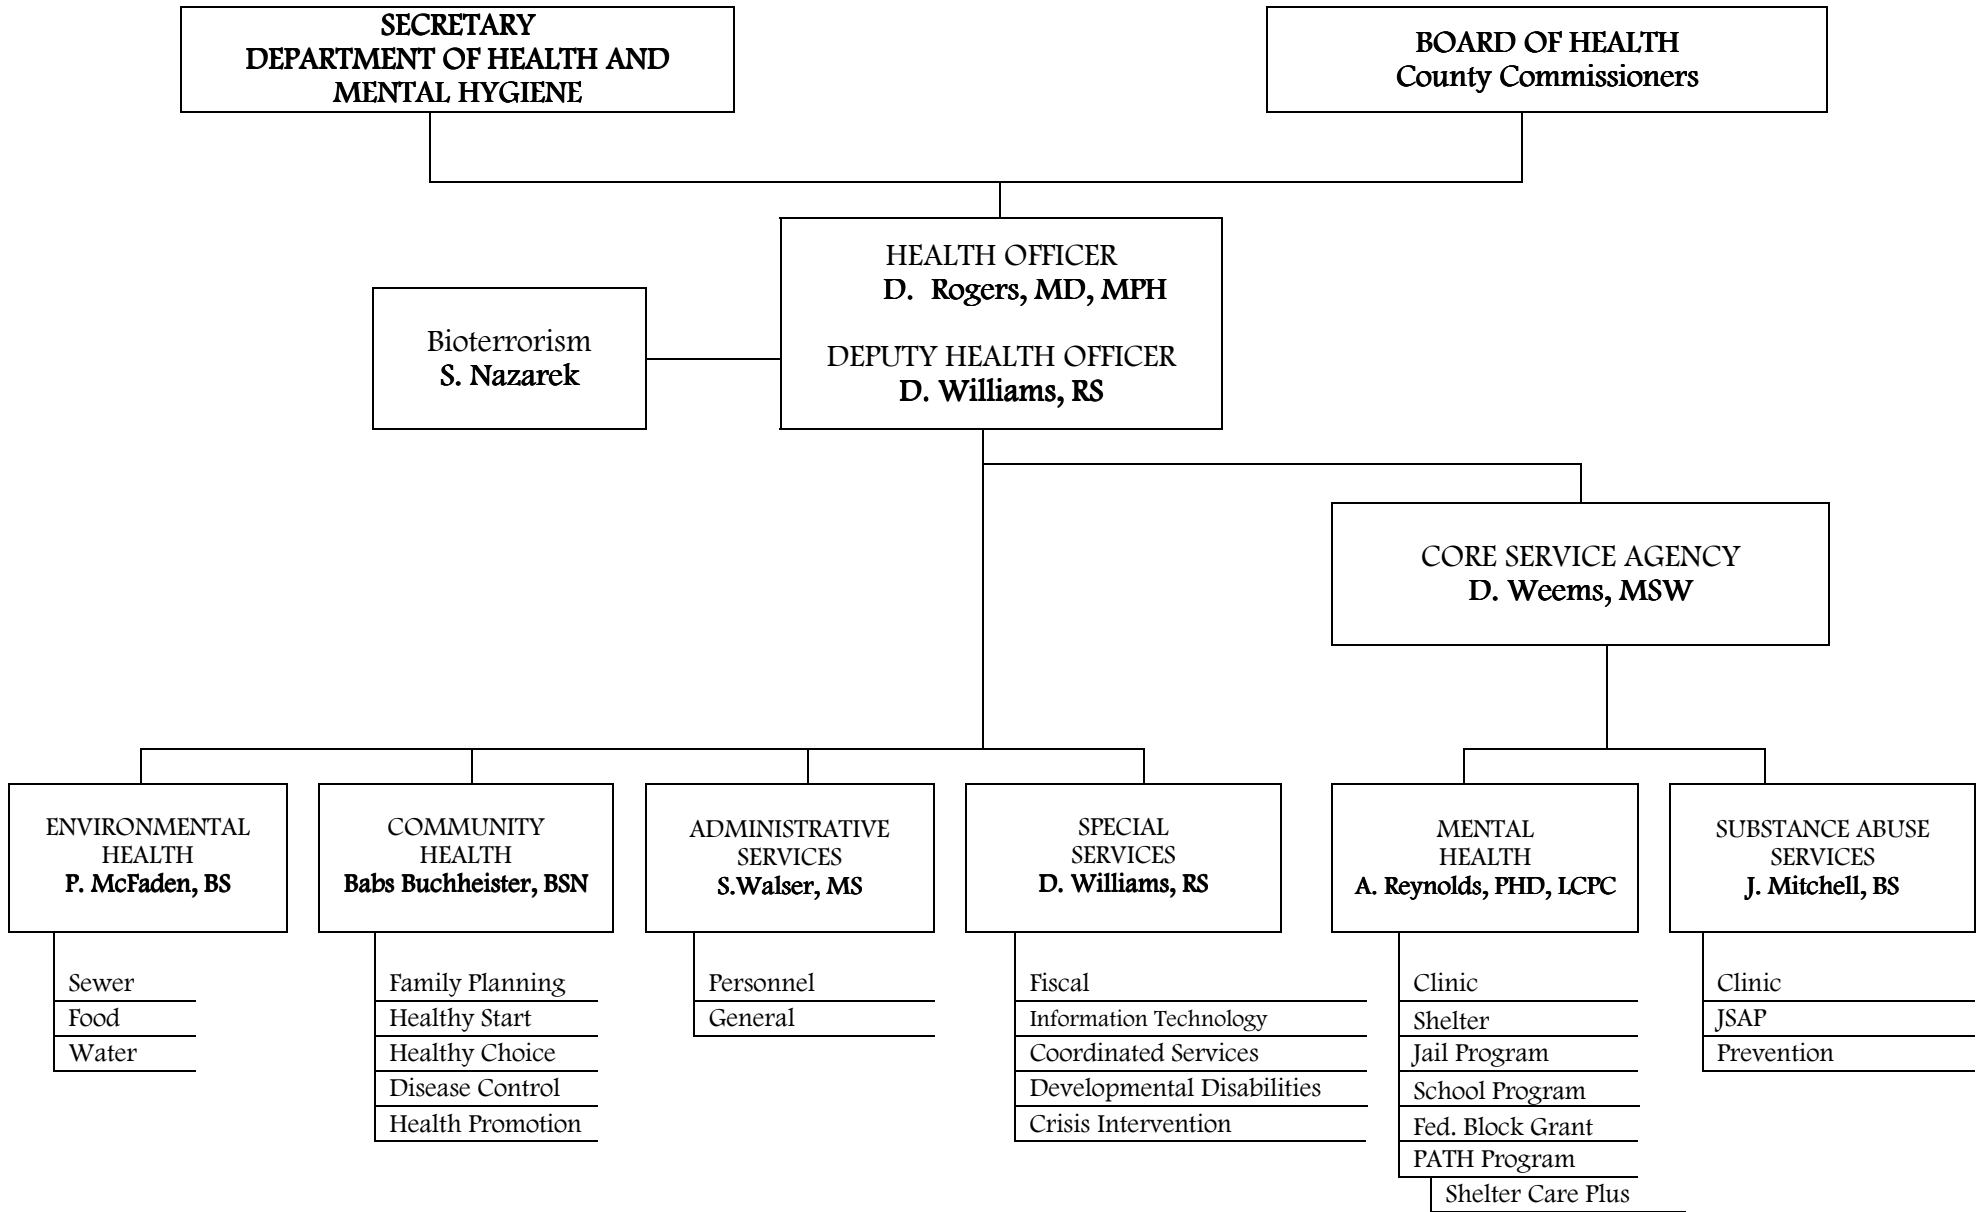 SECRETARY
DEPARTMENT OF HEALTH AND
MENTAL HYGIENE
BOARD OF HEALTH
County Commissioners
HEALTH OFFICER
D. Rogers, MD, MPH
DEPUTY HEALTH OFFICER
D. Williams, RS
Bioterrorism
S. Nazarek
CORE SERVICE AGENCY
D. Weems, MSW
ENVIRONMENTAL
HEALTH
P. McFaden, BS
Sewer
Food
Water
COMMUNITY
HEALTH
Babs Buchheister, BSN
Family Planning
Healthy Start
Healthy Choice
Disease Control
Health Promotion
ADMINISTRATIVE
SERVICES
S.Walser, MS
Personnel
General
SPECIAL
SERVICES
D. Williams, RS
Fiscal
Information Technology
Coordinated Services
Developmental Disabilities
Crisis Intervention
MENTAL
HEALTH
A. Reynolds, PHD, LCPC
Clinic
Shelter
Jail Program
School Program
Fed. Block Grant
PATH Program
Shelter Care Plus
SUBSTANCE ABUSE
SERVICES
J. Mitchell, BS
Clinic
JSAP
Prevention